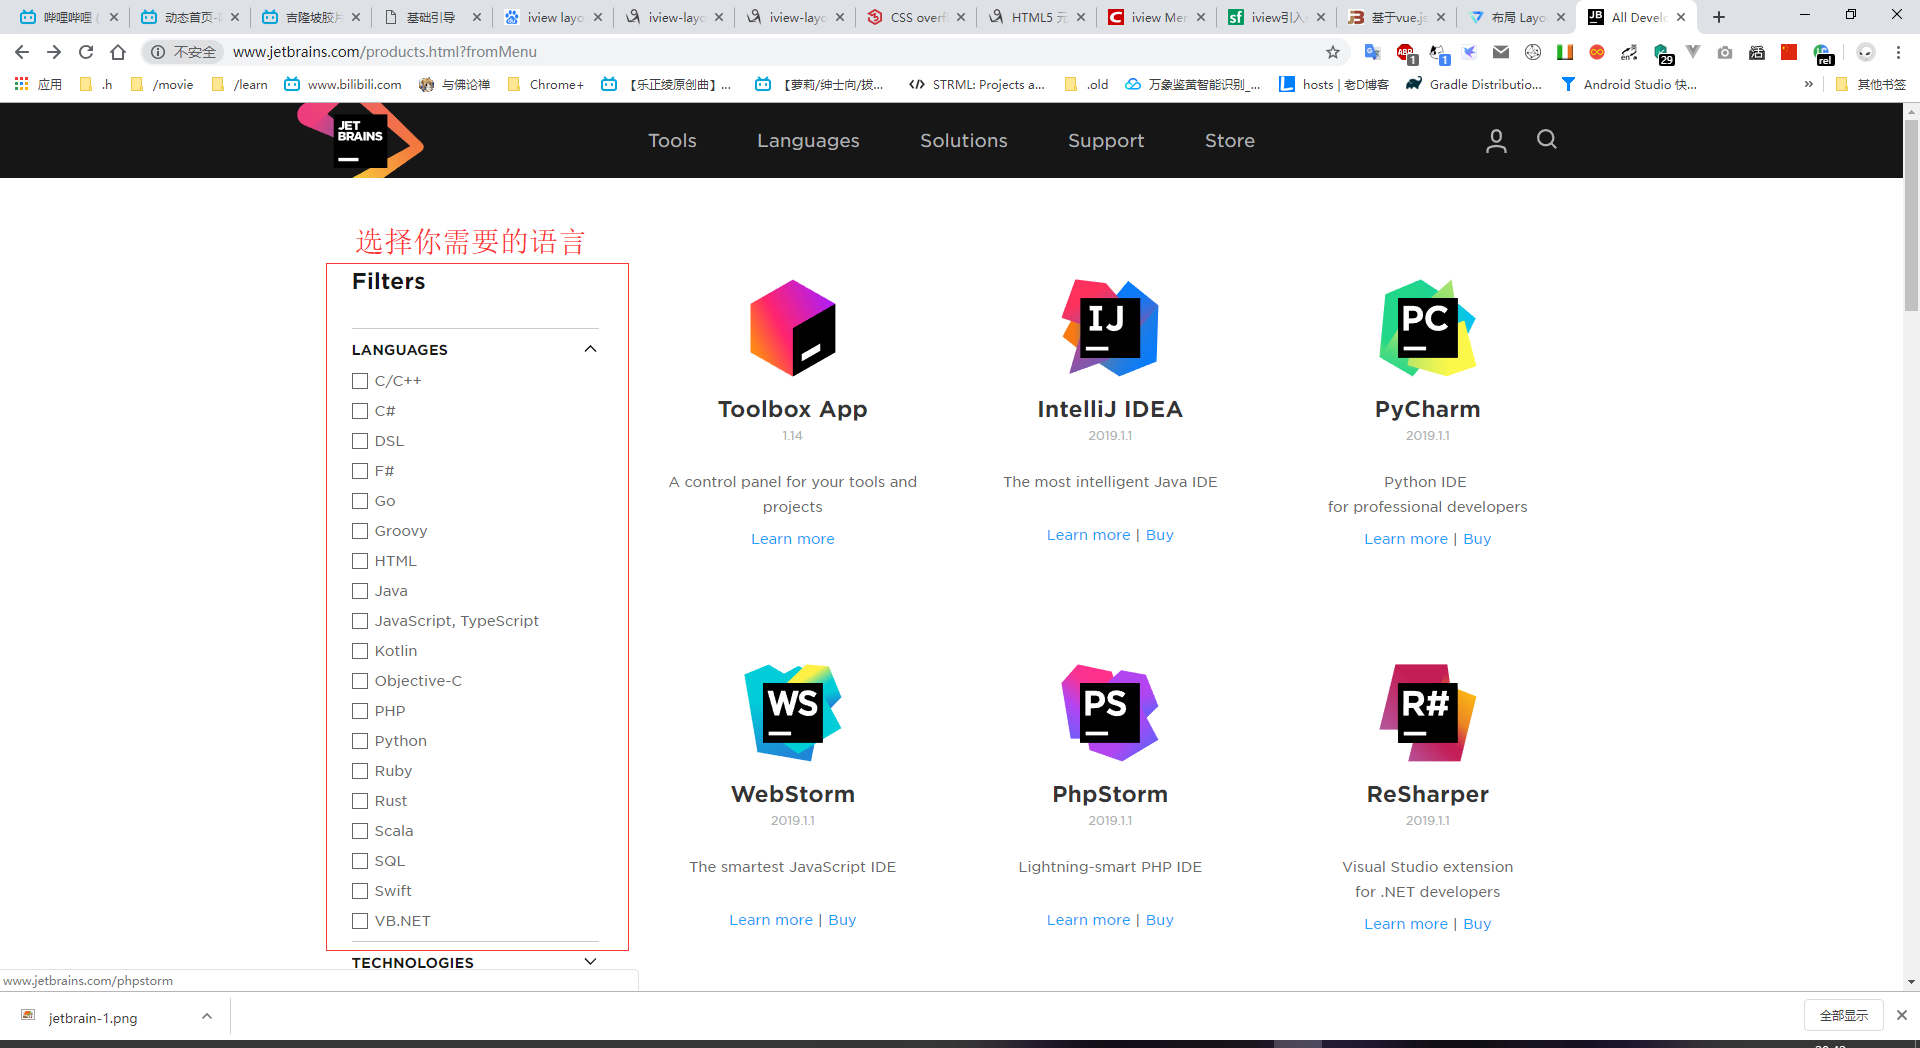 哔哩哔哩 (
动态首页-
吉隆坡胶片
基础引导
iview layo
iview-layo
iview-layo
CSS overf
HTML5 元
iview Men
iview引入
基于vue.js
布局 Layo
All Develo
不安全
www.jetbrains.com/products.html?fromMenu
ABP
1
1
en
活
29
rel
应用
.h
/movie
/learn
www.bilibili.com
与佛论禅
Chrome+
【乐正绫原创曲】...
【萝莉/绅士向/拔...
STRML: Projects a...
.old
万象鉴黄智能识别_...
hosts | 老D博客
Gradle Distributio...
Android Studio 快...
»
其他书签
JET
BRAINS
Tools
Languages
Solutions
Support
Store
选择你需要的语言
Filters
LANGUAGES
C/C++
C#
DSL
F#
Go
Groovy
HTML
Java
JavaScript, TypeScript
Kotlin
Objective-C
PHP
Python
Ruby
Rust
Scala
SQL
Swift
VB.NET
TECHNOLOGIES
Toolbox App
1.14
A control panel for your tools and
projects
Learn more
IJ
IntelliJ IDEA
2019.1.1
The most intelligent Java IDE
Learn more | Buy
PC
PyCharm
2019.1.1
Python IDE
for professional developers
Learn more | Buy
WS
WebStorm
2019.1.1
The smartest JavaScript IDE
Learn more | Buy
PS
PhpStorm
2019.1.1
Lightning-smart PHP IDE
Learn more | Buy
R#
ReSharper
2019.1.1
Visual Studio extension
for .NET developers
Learn more | Buy
www.jetbrains.com/phpstorm
jetbrain-1.png
全部显示